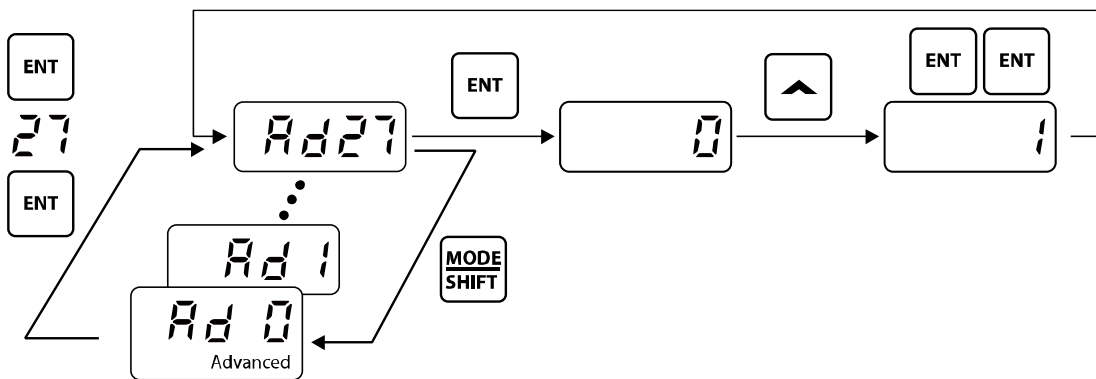 ENT
27
ENT
Ad27
ENT
0
ENT ENT
1
Ad 1
MODE
SHIFT
Ad 0
Advanced